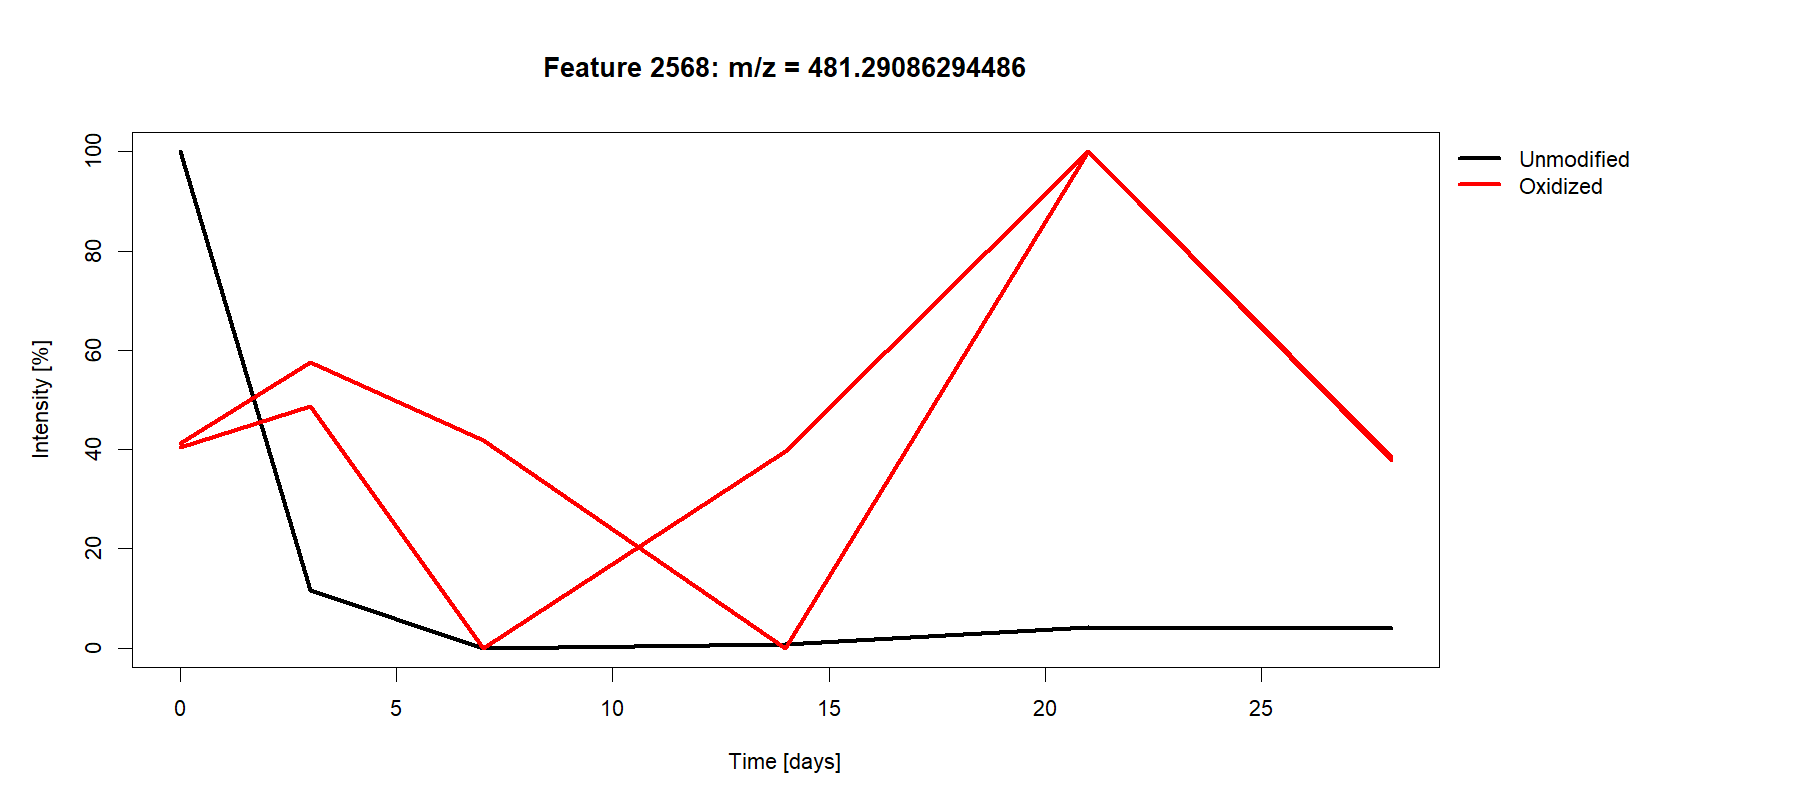 Feature 2568: m/z = 481.29086294486
Unmodified
Oxidized
Intensity [%]
100
80
60
40
20
0
0 5 10 15 20 25
Time [days]